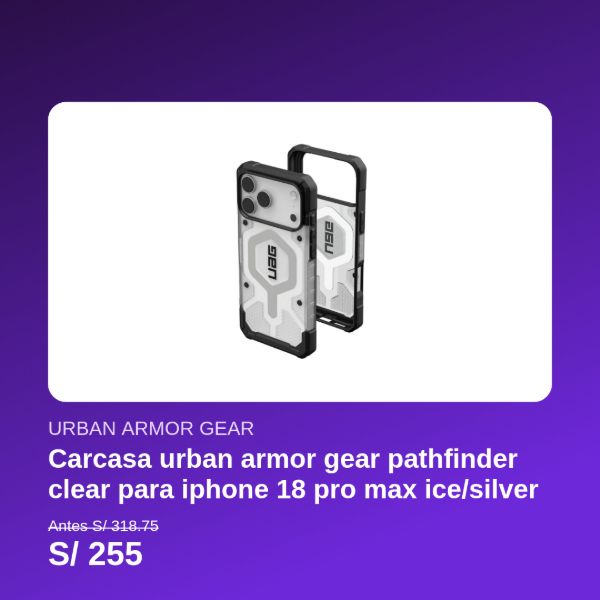 UAG
UAG
URBAN ARMOR GEAR
Carcasa urban armor gear pathfinder
clear para iphone 18 pro max ice/silver
Antes S/ 318.75
S/ 255